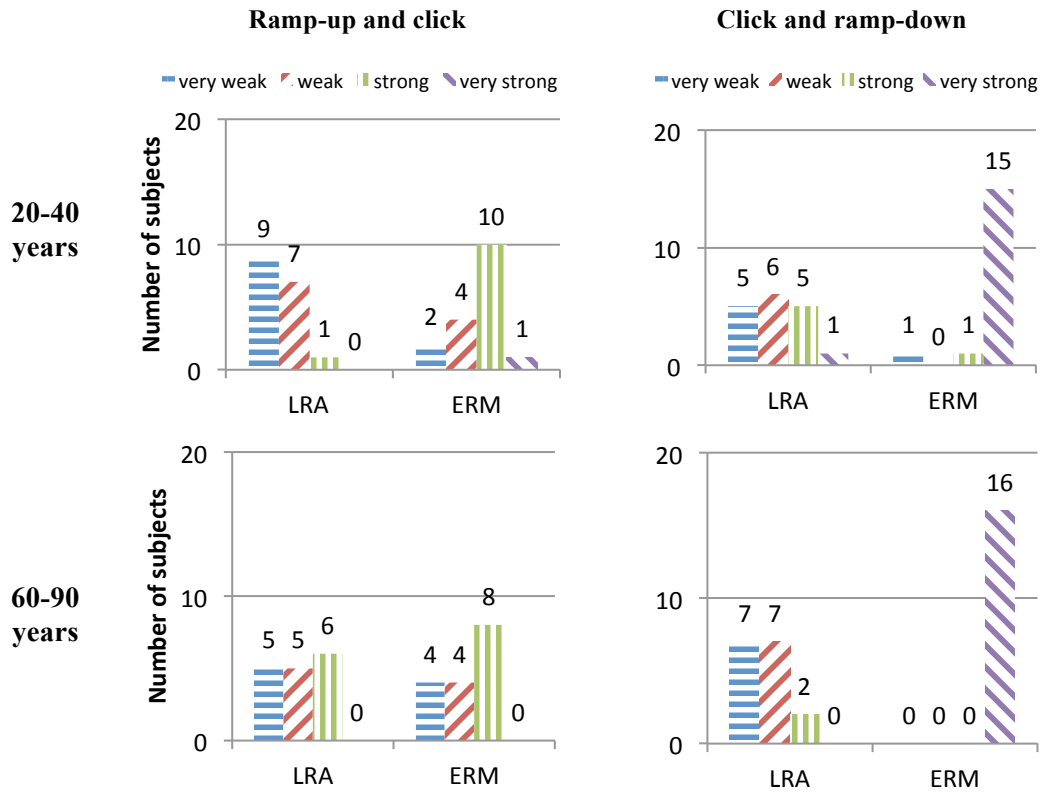 Ramp-up and click
Click and ramp-down
very weak weak strong very strong
very weak weak strong very strong
20-40
years
Number of subjects
20
10
0
9
7
1
0
2
4
10
1
LRA
ERM
20
10
0
5
6
5
1
1
0
1
15
LRA
ERM
60-90
years
Number of subjects
20
10
0
5
5
6
0
4
4
8
0
LRA
ERM
20
10
0
7
7
2
0
0
0
0
16
LRA
ERM